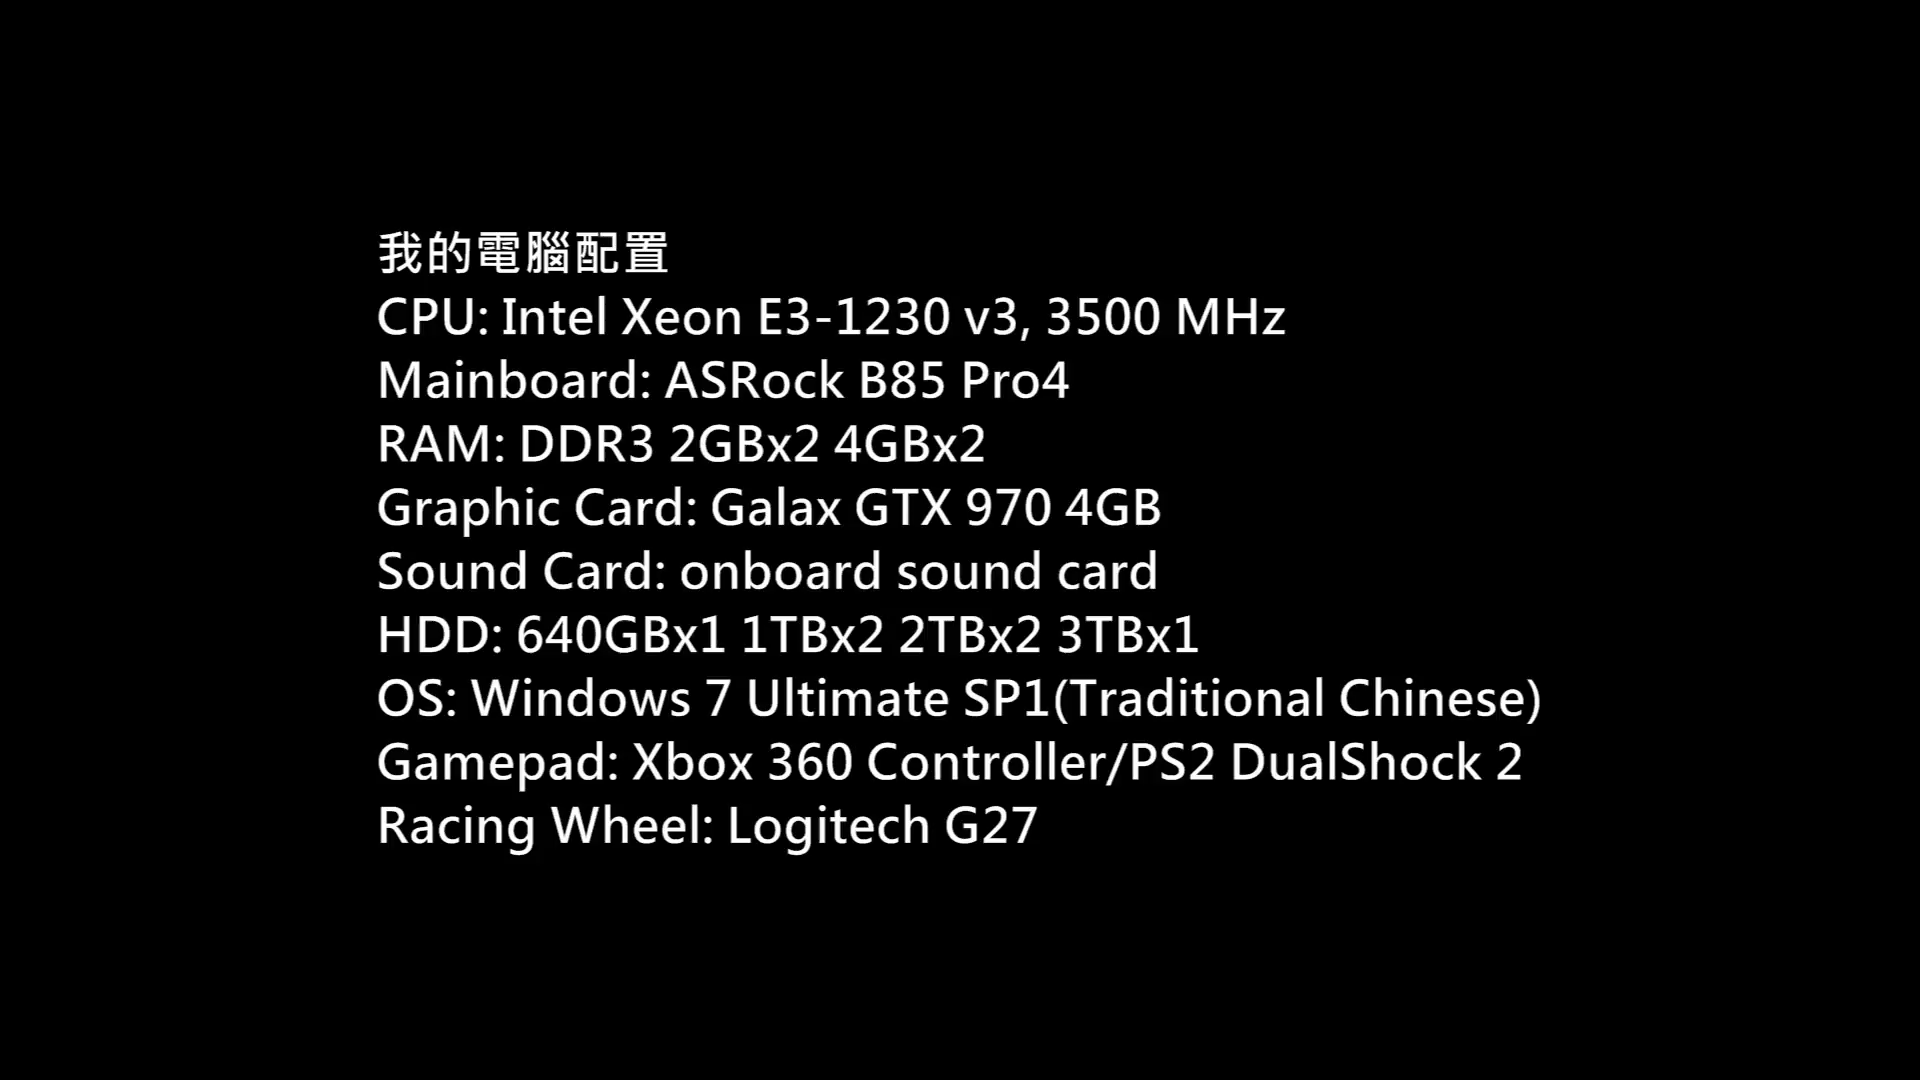 我的電腦配置
CPU: Intel Xeon E3-1230 v3, 3500 MHz
Mainboard: ASRock B85 Pro4
RAM: DDR3 2GBx2 4GBx2
Graphic Card: Galax GTX 970 4GB
Sound Card: onboard sound card
HDD: 640GBx1 1TBx2 2TBx2 3TBx1
OS: Windows 7 Ultimate SP1(Traditional Chinese)
Gamepad: Xbox 360 Controller/PS2 DualShock 2
Racing Wheel: Logitech G27